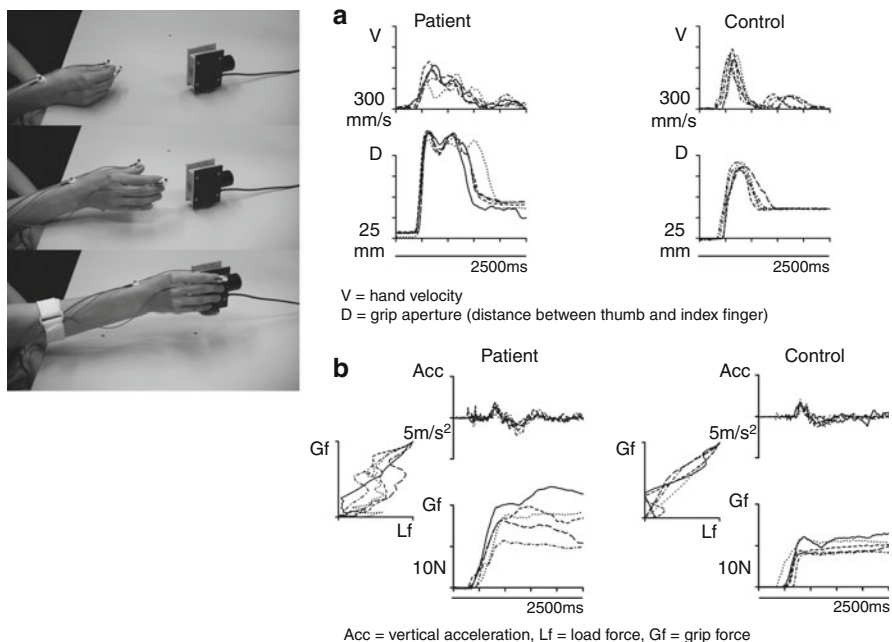 a
Patient
Control
V
V
300
mm/s
300
mm/s
D
D
25
mm
25
mm
2500ms
2500ms
V = hand velocity
D = grip aperture (distance between thumb and index finger)
b
Patient
Control
Acc
Acc
5m/s²
5m/s²
Gf
Gf
Gf
Gf
Lf
Lf
10N
10N
2500ms
2500ms
Acc = vertical acceleration, Lf = load force, Gf = grip force